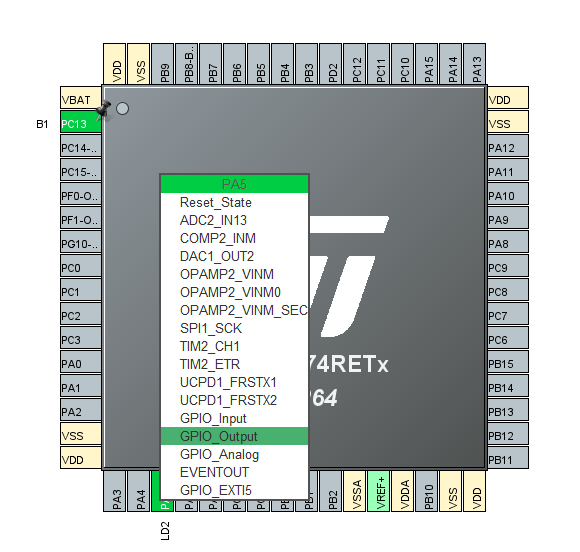 VDD
VSS
PB9
PB8-B..
PB7
PB6
PB5
PB4
PB3
PD2
PC12
PC11
PC10
PA15
PA14
PA13
VBAT
B1
PC13
PC14-..
PC15-..
PF0-O..
PF1-O..
PG10-..
PC0
PC1
PC2
PC3
PA0
PA1
PA2
VSS
VDD
VDD
VSS
PA12
PA11
PA10
PA9
PA8
PC9
PC8
PC7
PC6
PB15
PB14
PB13
PB12
PB11
PA5
Reset_State
ADC2_IN13
COMP2_INM
DAC1_OUT2
OPAMP2_VINM
OPAMP2_VINM0
OPAMP2_VINM_SEC
SPI1_SCK
TIM2_CH1
TIM2_ETR
UCPD1_FRSTX1
UCPD1_FRSTX2
GPIO_Input
GPIO_Output
GPIO_Analog
EVENTOUT
GPIO_EXTI5
74RETx
64
PA3
PA4
PB2
VSSA
VREF+
VDDA
PB10
VSS
VDD
LD2